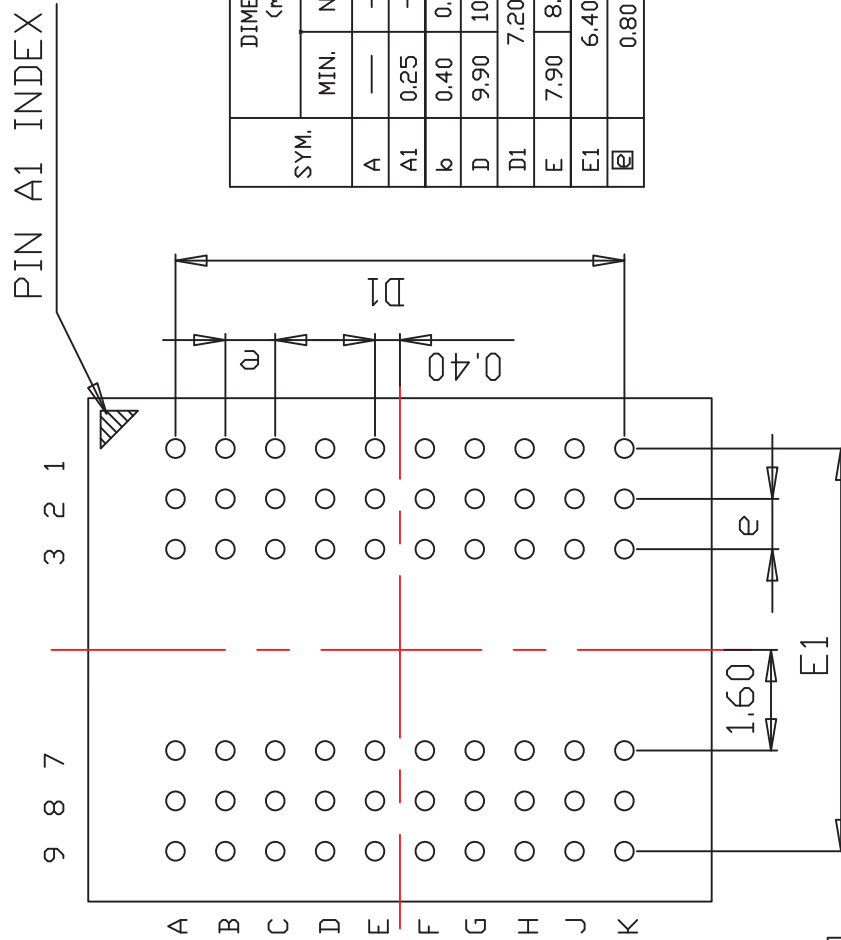 PIN A1 INDEX
SYM.
MIN.
A —
A1 0.25
b 0.40
D 9.90
D1 7.20
E 7.90
E1 6.40
e 0.80
D1
e
0.40
1
2
3
7
8
9
A
B
C
D
E
F
G
H
J
K
e
1.60
E1